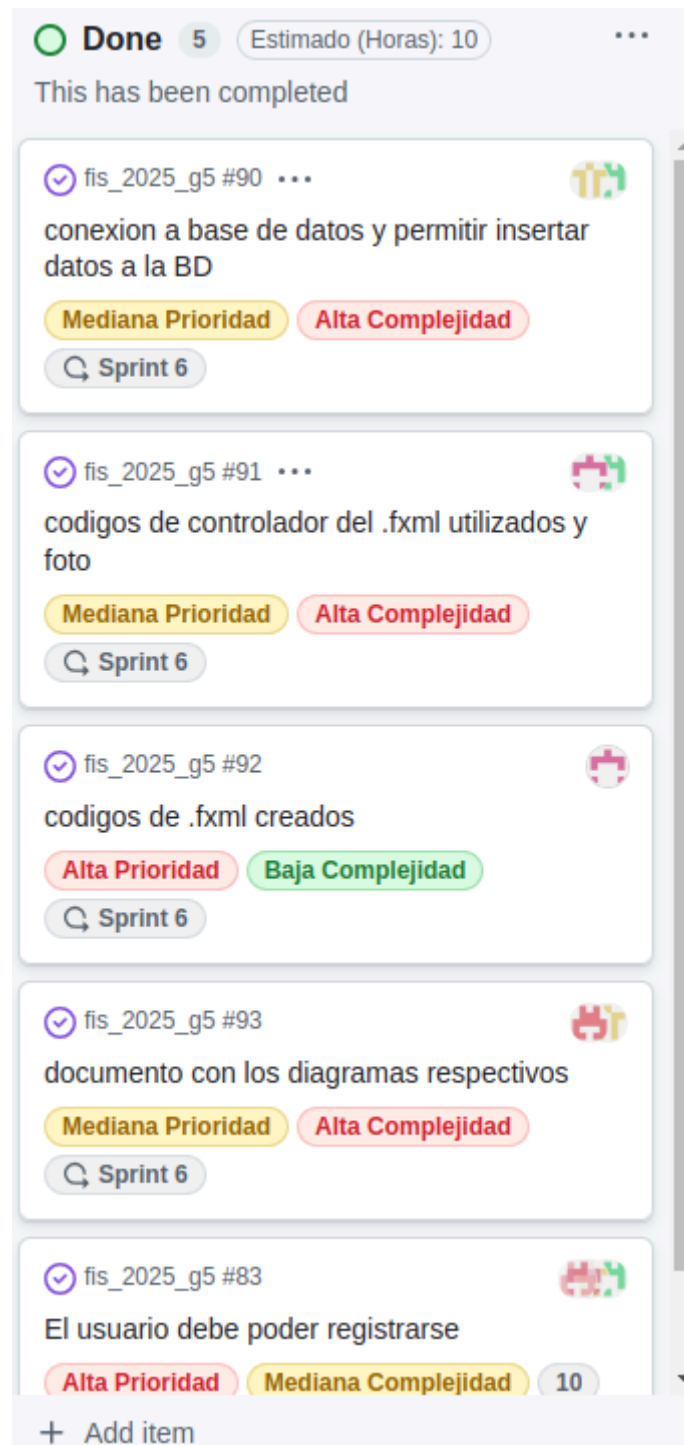 Done 5 Estimado (Horas): 10
This has been completed
fis_2025_g5 #90
conexion a base de datos y permitir insertar
datos a la BD
Mediana Prioridad Alta Complejidad
Sprint 6
fis_2025_g5 #91
codigos de controlador del .fxml utilizados y
foto
Mediana Prioridad Alta Complejidad
Sprint 6
fis_2025_g5 #92
codigos de .fxml creados
Alta Prioridad Baja Complejidad
Sprint 6
fis_2025_g5 #93
documento con los diagramas respectivos
Mediana Prioridad Alta Complejidad
Sprint 6
fis_2025_g5 #83
El usuario debe poder registrarse
Alta Prioridad Mediana Complejidad 10
+ Add item